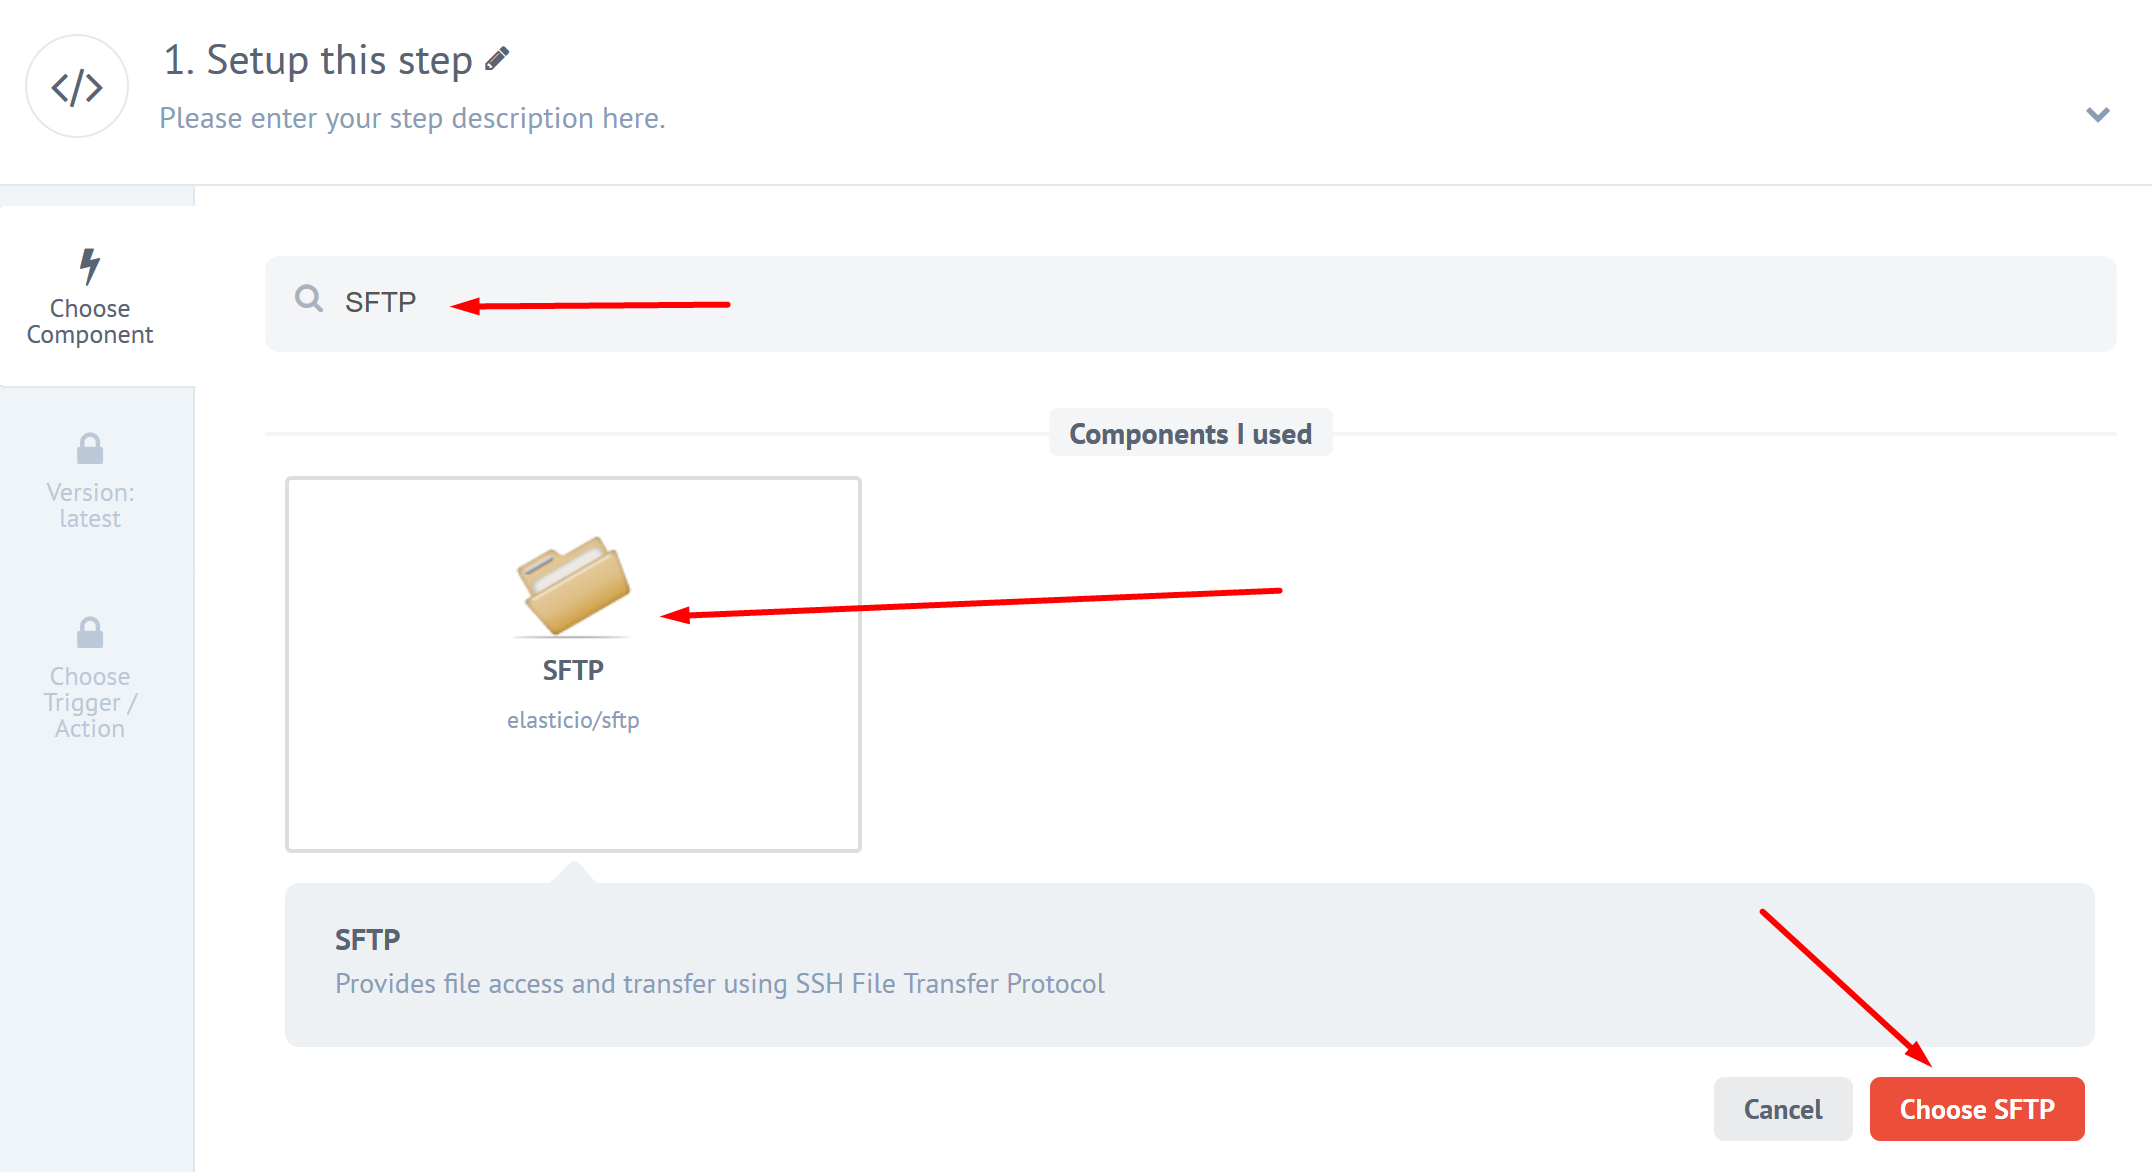 1. Setup this step
Please enter your step description here.
Choose
Component
SFTP
Version:
latest
Choose
Trigger /
Action
Components I used
SFTP
elasticio/sftp
SFTP
Provides file access and transfer using SSH File Transfer Protocol
Cancel
Choose SFTP